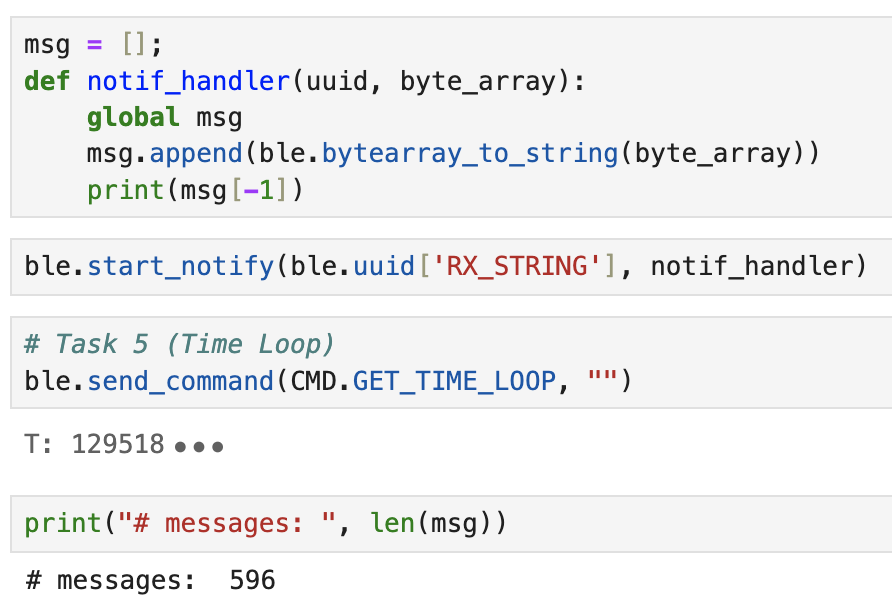 msg = [];
def notif_handler(uuid, byte_array):
    global msg
    msg.append(ble.bytearray_to_string(byte_array))
    print(msg[-1])
ble.start_notify(ble.uuid['RX_STRING'], notif_handler)
# Task 5 (Time Loop)
ble.send_command(CMD.GET_TIME_LOOP, "")
T: 129518 •••
print("# messages: ", len(msg))
# messages:  596